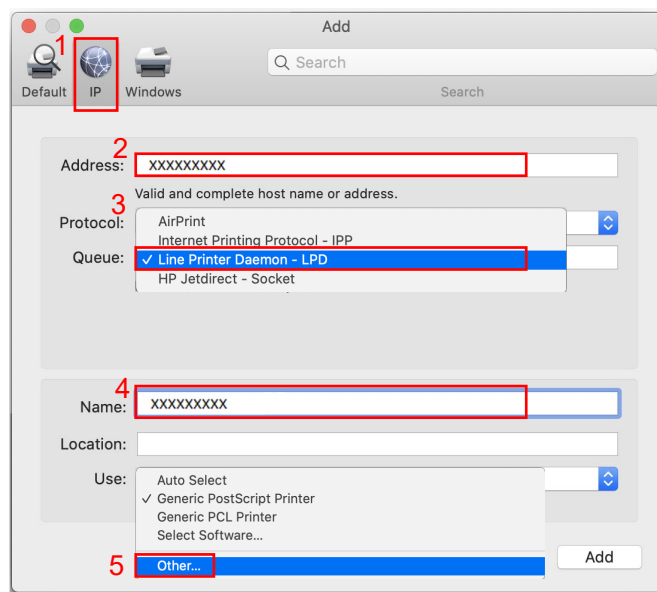 Add
1
Search
Default IP Windows
Search
2
Address: XXXXXXXXX
Valid and complete host name or address.
3
Protocol: AirPrint
Internet Printing Protocol - IPP
Queue: ✓ Line Printer Daemon - LPD
HP Jetdirect - Socket
4
Name: XXXXXXXXX
Location:
Use: Auto Select
✓ Generic PostScript Printer
Generic PCL Printer
Select Software...
5 Other...
Add